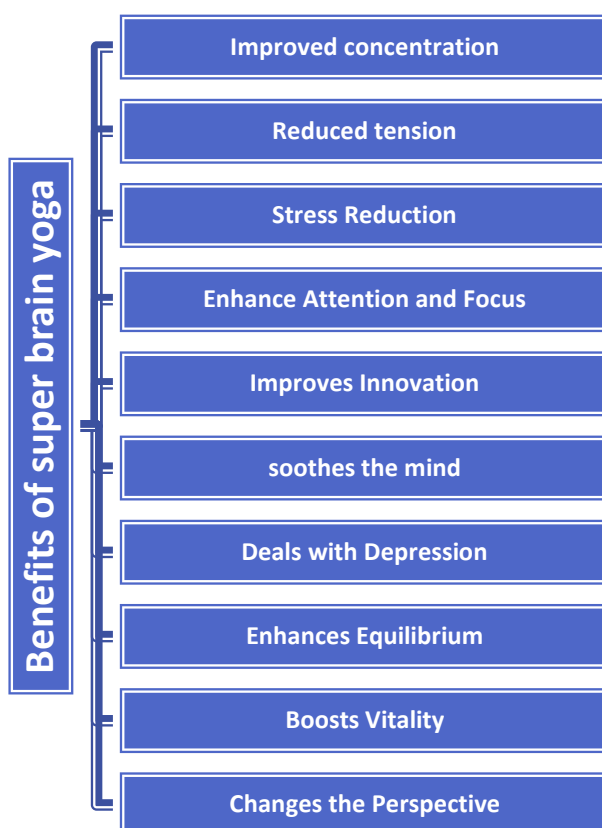 Benefits of super brain yoga
Improved concentration
Reduced tension
Stress Reduction
Enhance Attention and Focus
Improves Innovation
soothes the mind
Deals with Depression
Enhances Equilibrium
Boosts Vitality
Changes the Perspective